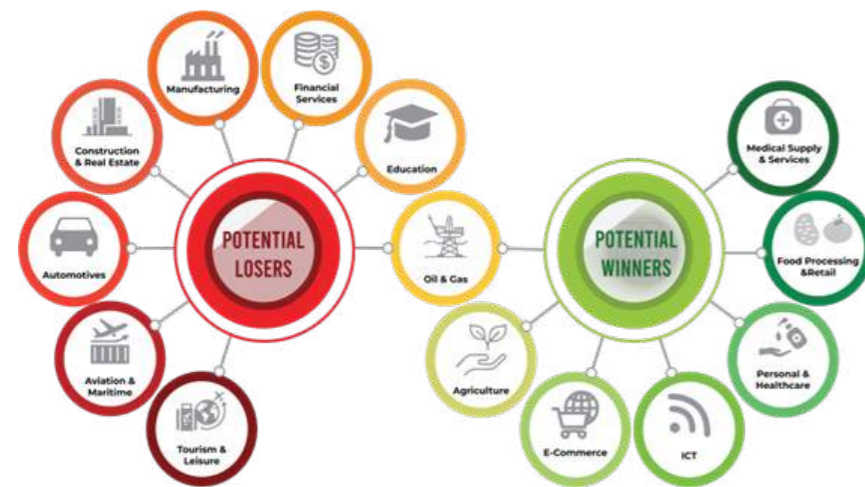 Manufacturing
Financial
Services
Construction
& Real Estate
Education
Automotives
POTENTIAL
LOSERS
Oil & Gas
Aviation &
Maritime
Tourism &
Leisure
POTENTIAL
WINNERS
Medical Supply
& Services
Food Processing
&Retail
Personal &
Healthcare
Agriculture
E-Commerce
ICT